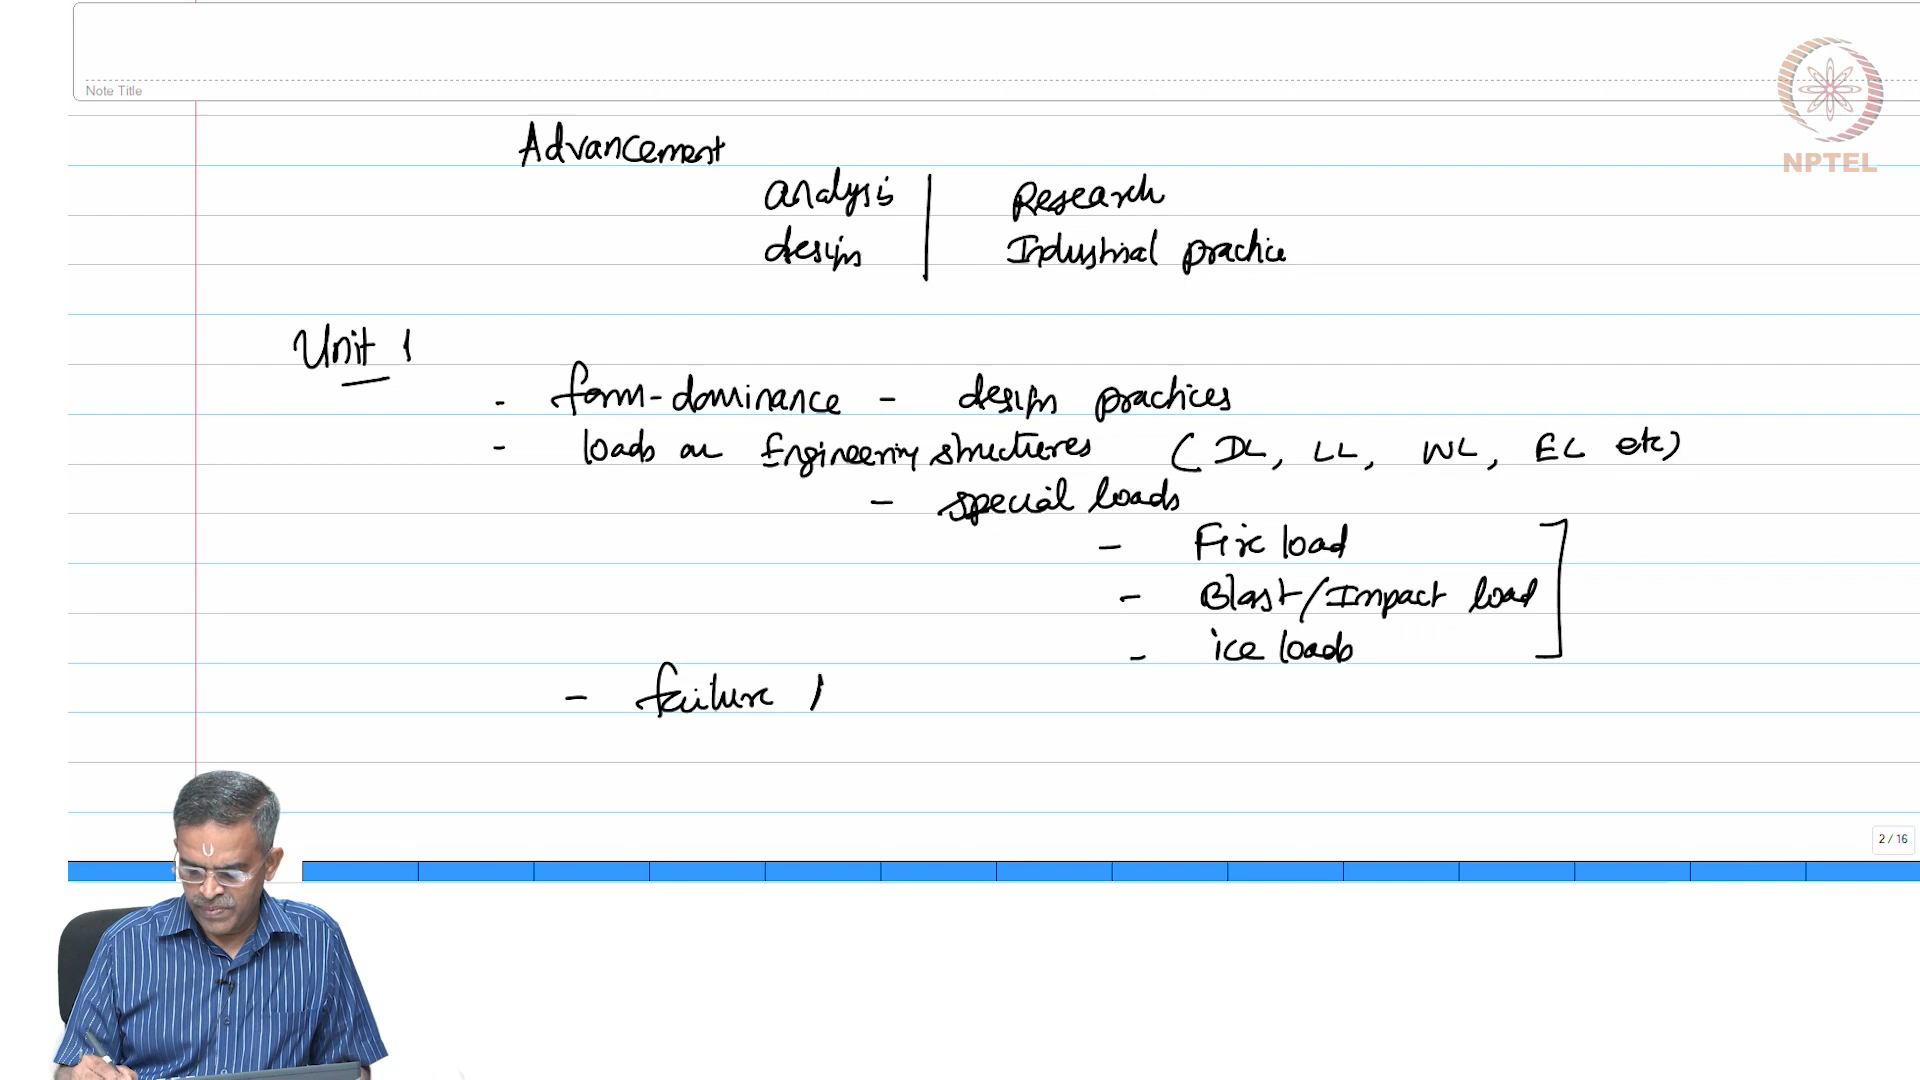 Note Title
NPTEL
Advancement
analysis | Research
design | Industrial practice
Unit 1
- form-dominance - design practices
- loads on Engineering structures (DL, LL, WL, EL etc)
- special loads
- Fire load
- Blast/Impact load
- ice loads
- failure
2 / 16